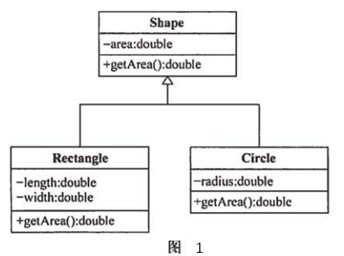 Shape
-area:double
+getArea():double
Rectangle
-length:double
-width:double
+getArea():double
Circle
-radius:double
+getArea():double
图 1